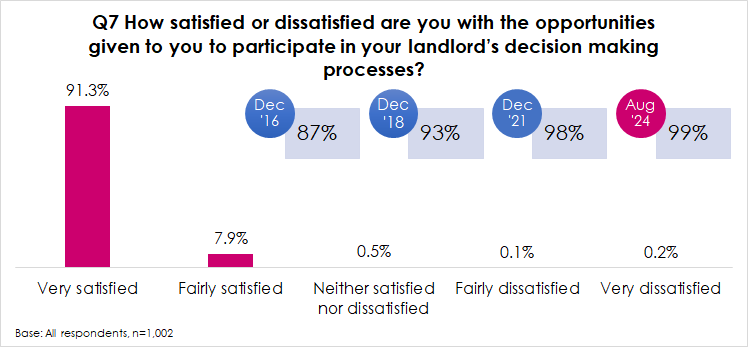 Q7 How satisfied or dissatisfied are you with the opportunities
given to you to participate in your landlord's decision making
processes?
91.3%
Dec
'16
87%
Dec
'18
93%
Dec
'21
98%
Aug
'24
99%
7.9%
0.5%
0.1%
0.2%
Very satisfied
Fairly satisfied
Neither satisfied
nor dissatisfied
Fairly dissatisfied
Very dissatisfied
Base: All respondents, n=1,002